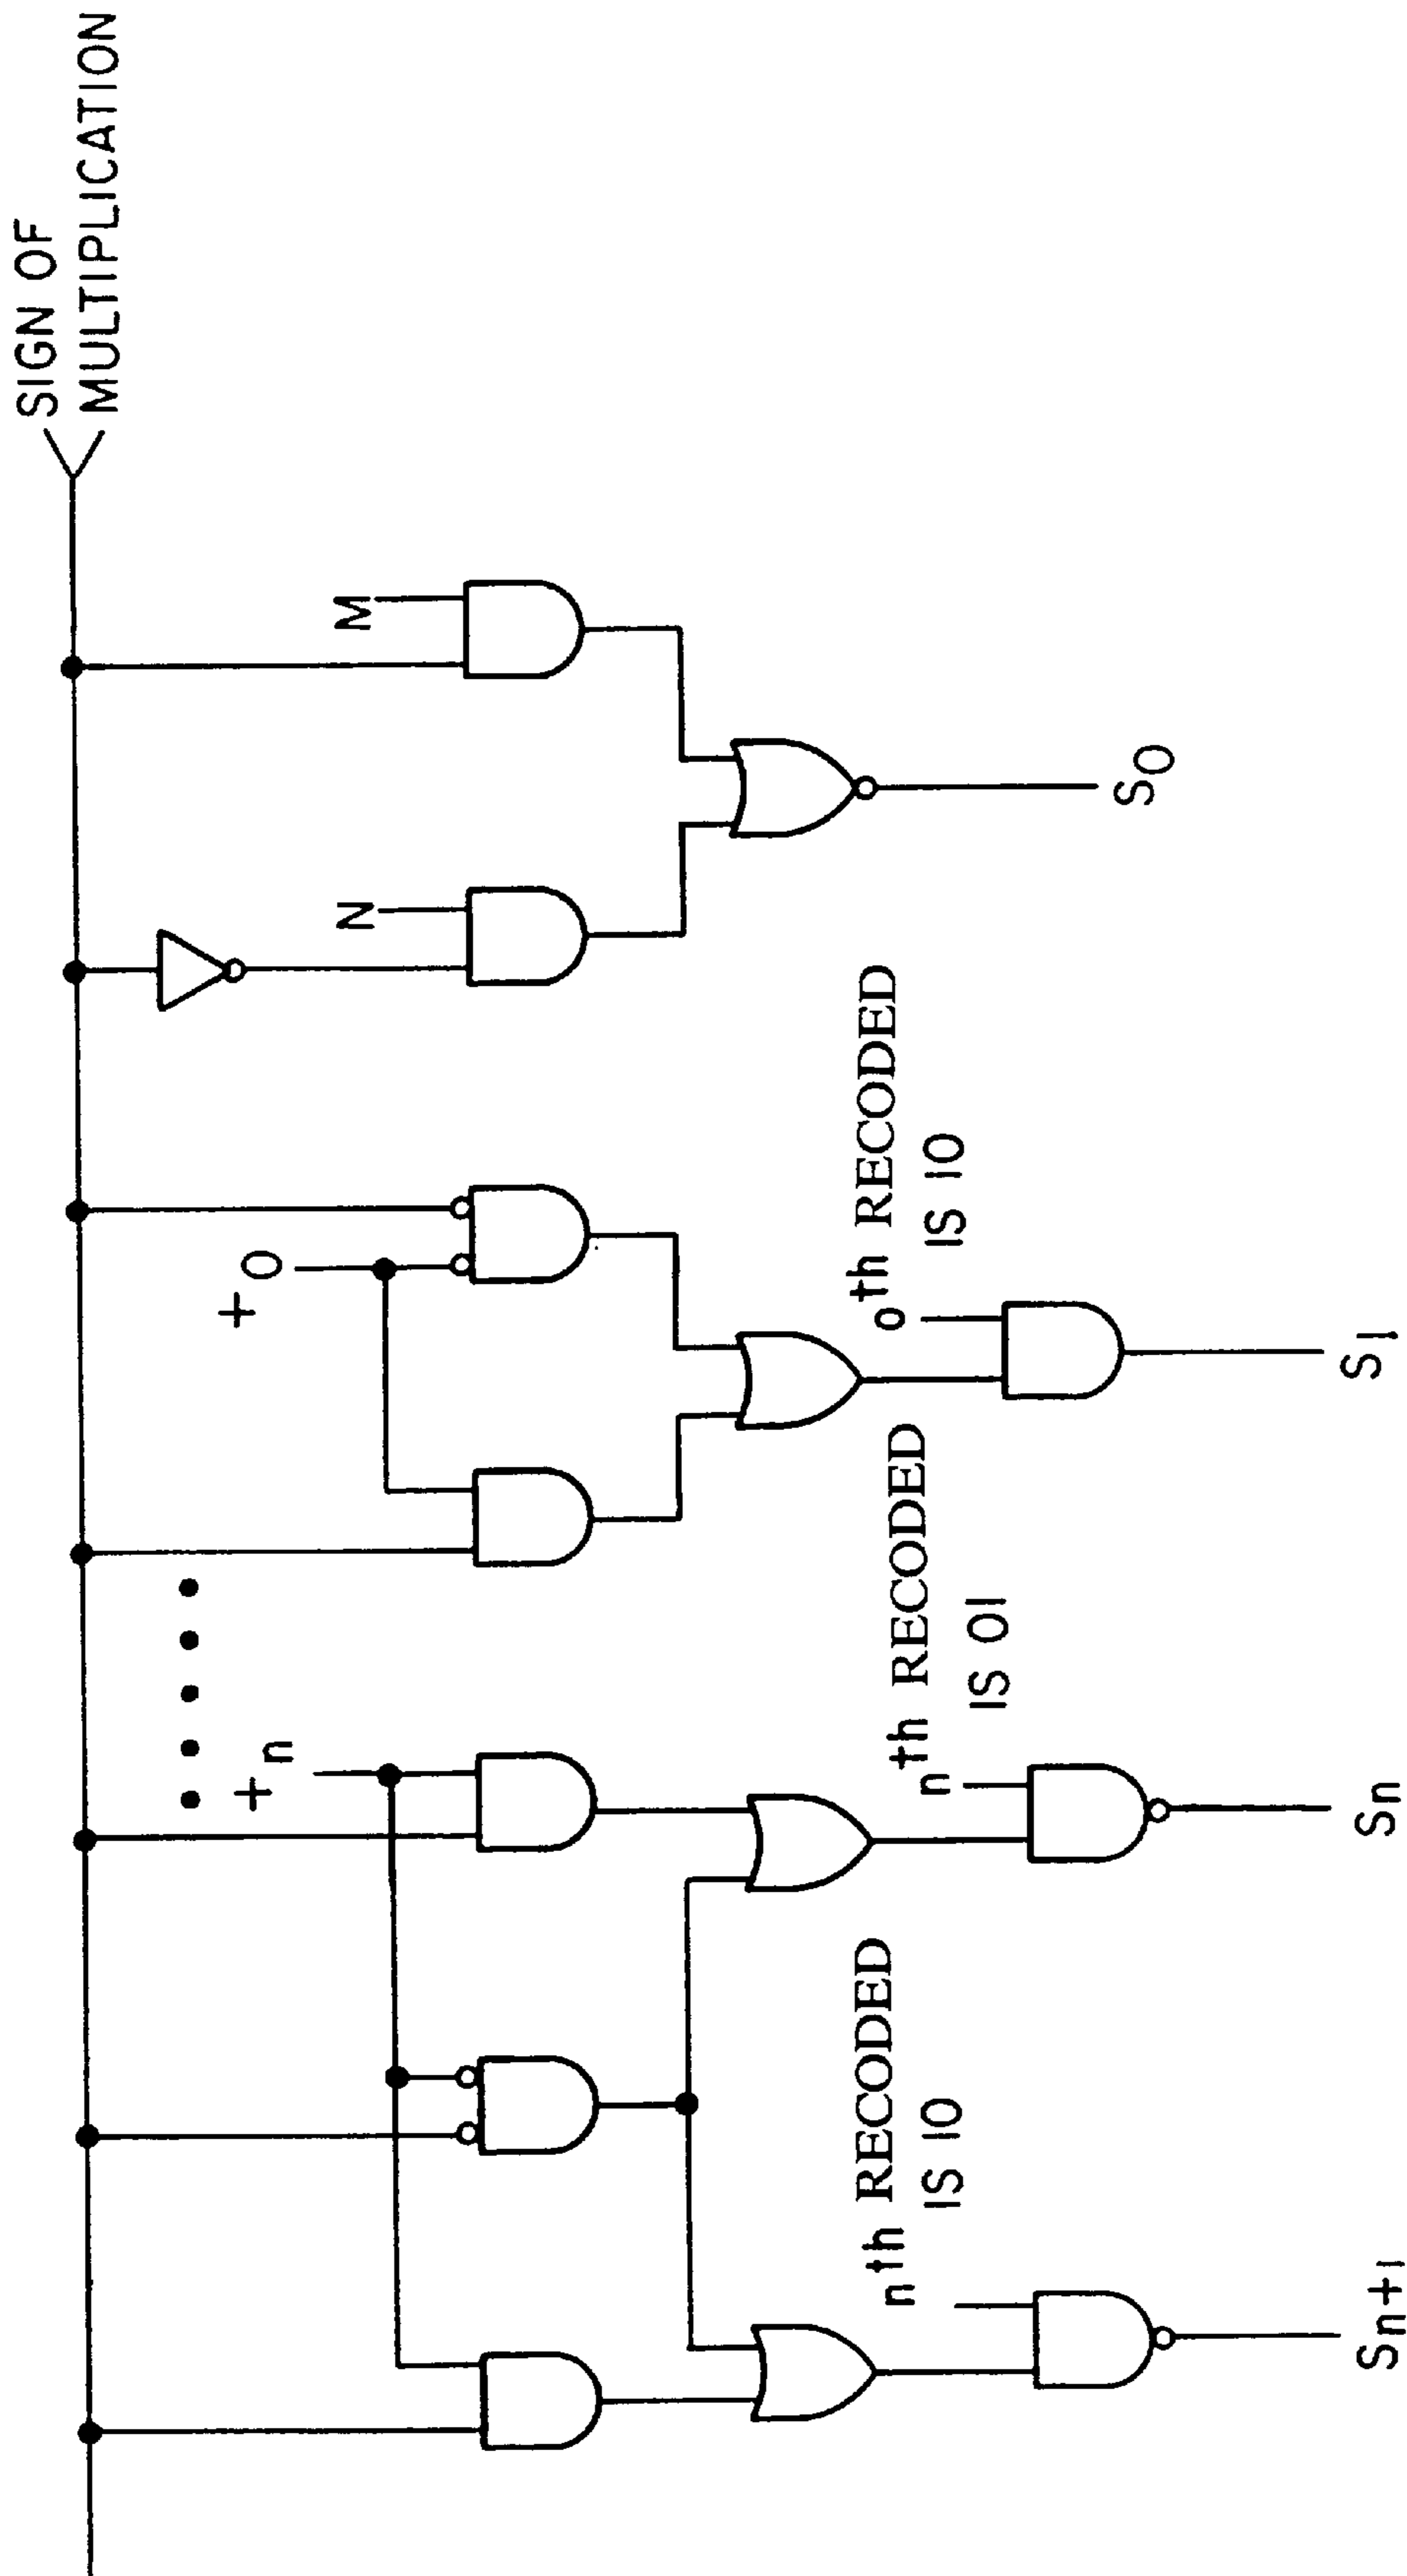 SIGN OF
MULTIPLICATION
M
N
S0
+0
0th RECODED
IS 10
S1
+n
nth RECODED
IS 01
Sn
nth RECODED
IS 10
Sn+1